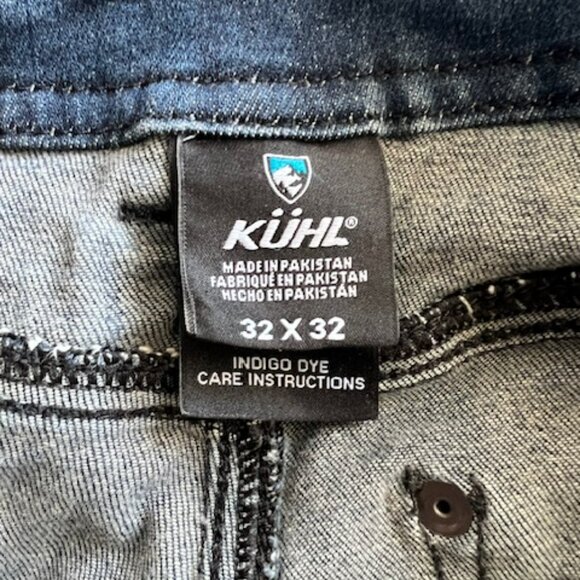 KÜHL®
MADE IN PAKISTAN
FABRIQUÉ EN PAKISTAN
HECHO EN PAKISTÁN
32 X 32
INDIGO DYE
CARE INSTRUCTIONS